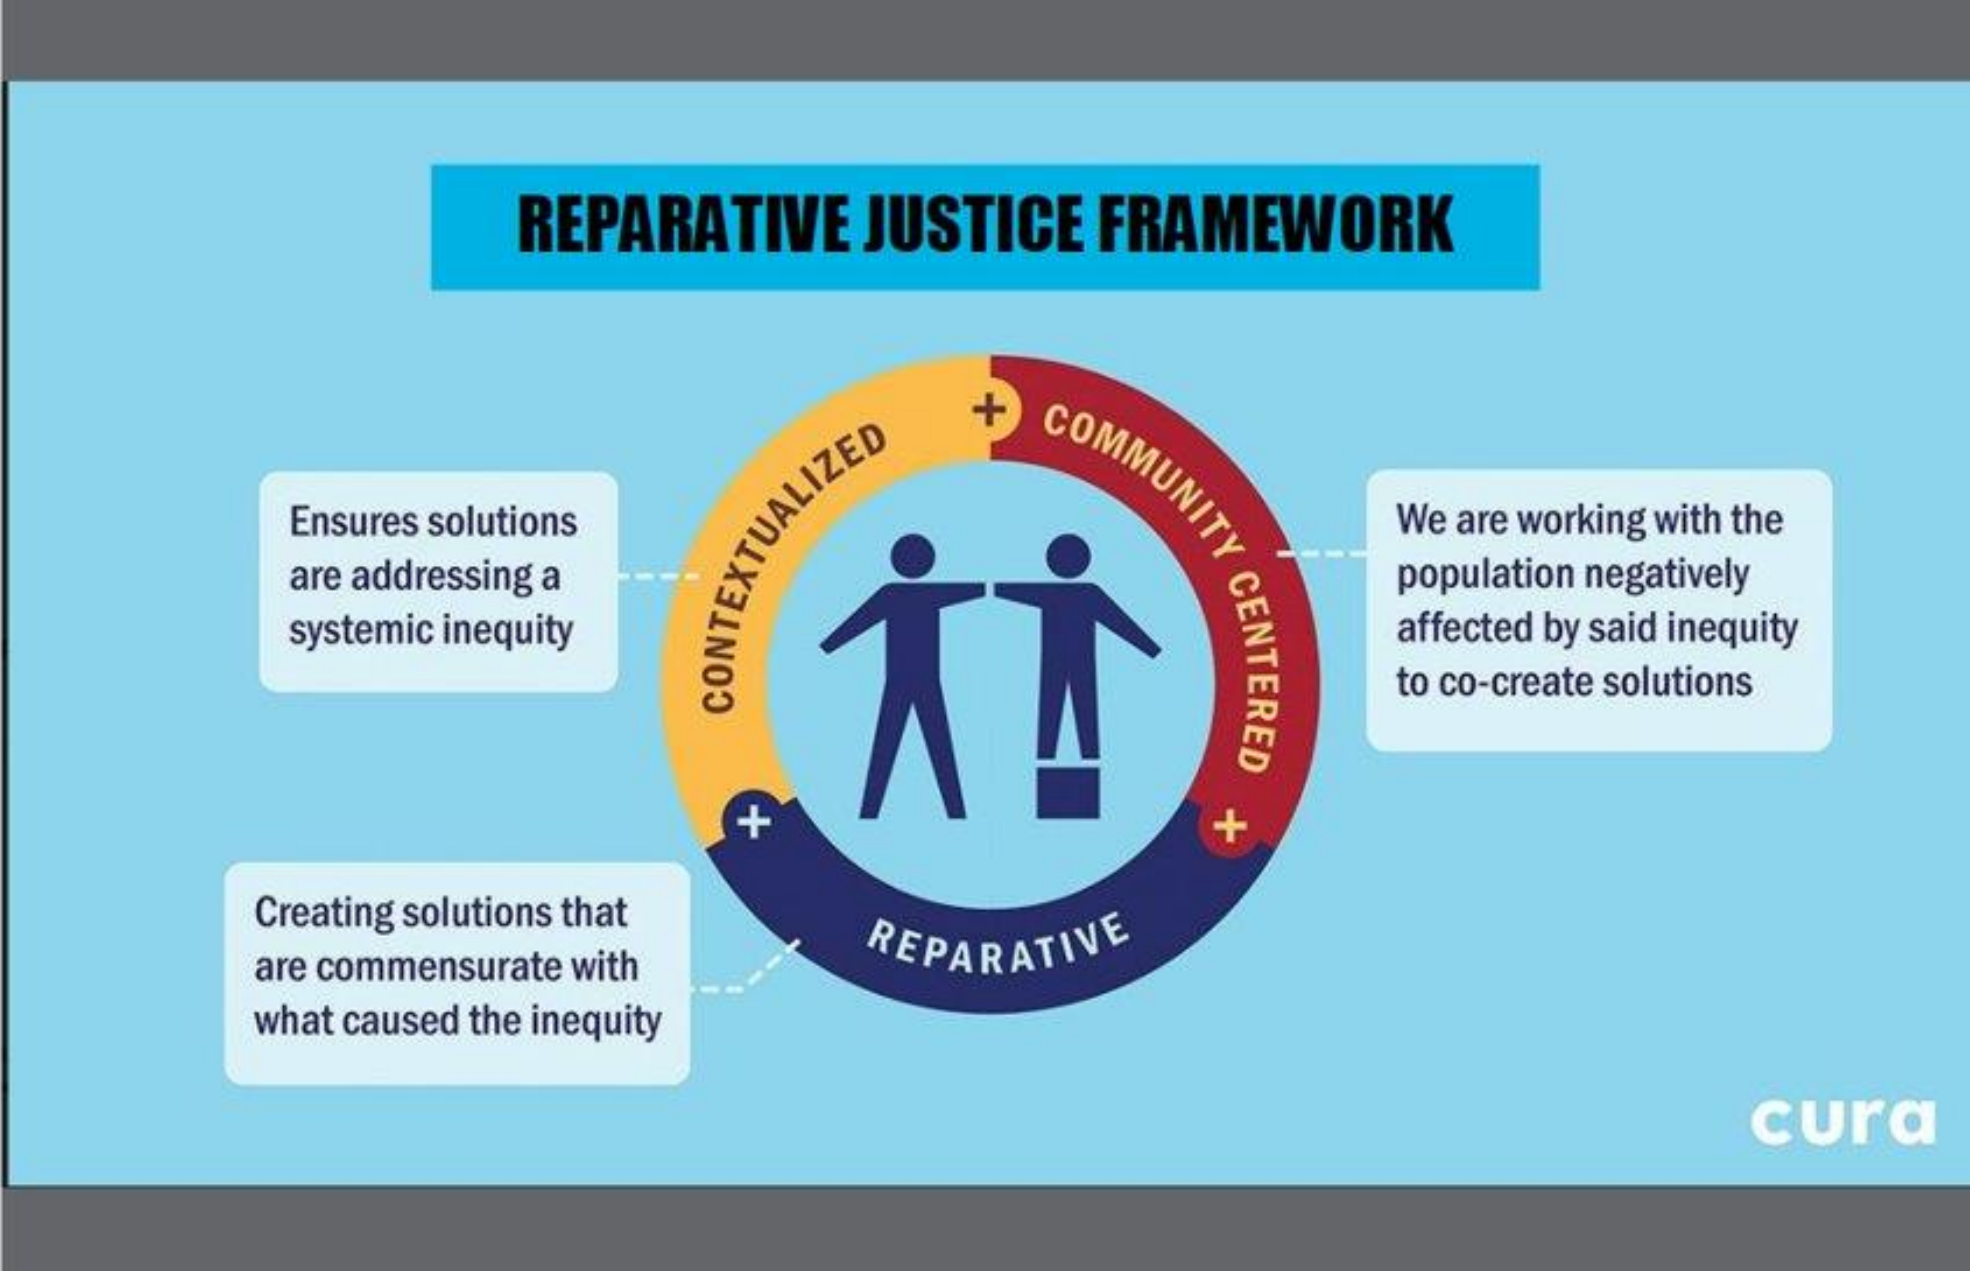 REPARATIVE JUSTICE FRAMEWORK
CONTEXTUALIZED
+
COMMUNITY CENTERED
Ensures solutions
are addressing a
systemic inequity
We are working with the
population negatively
affected by said inequity
to co-create solutions
+
+
REPARATIVE
Creating solutions that
are commensurate with
what caused the inequity
cura